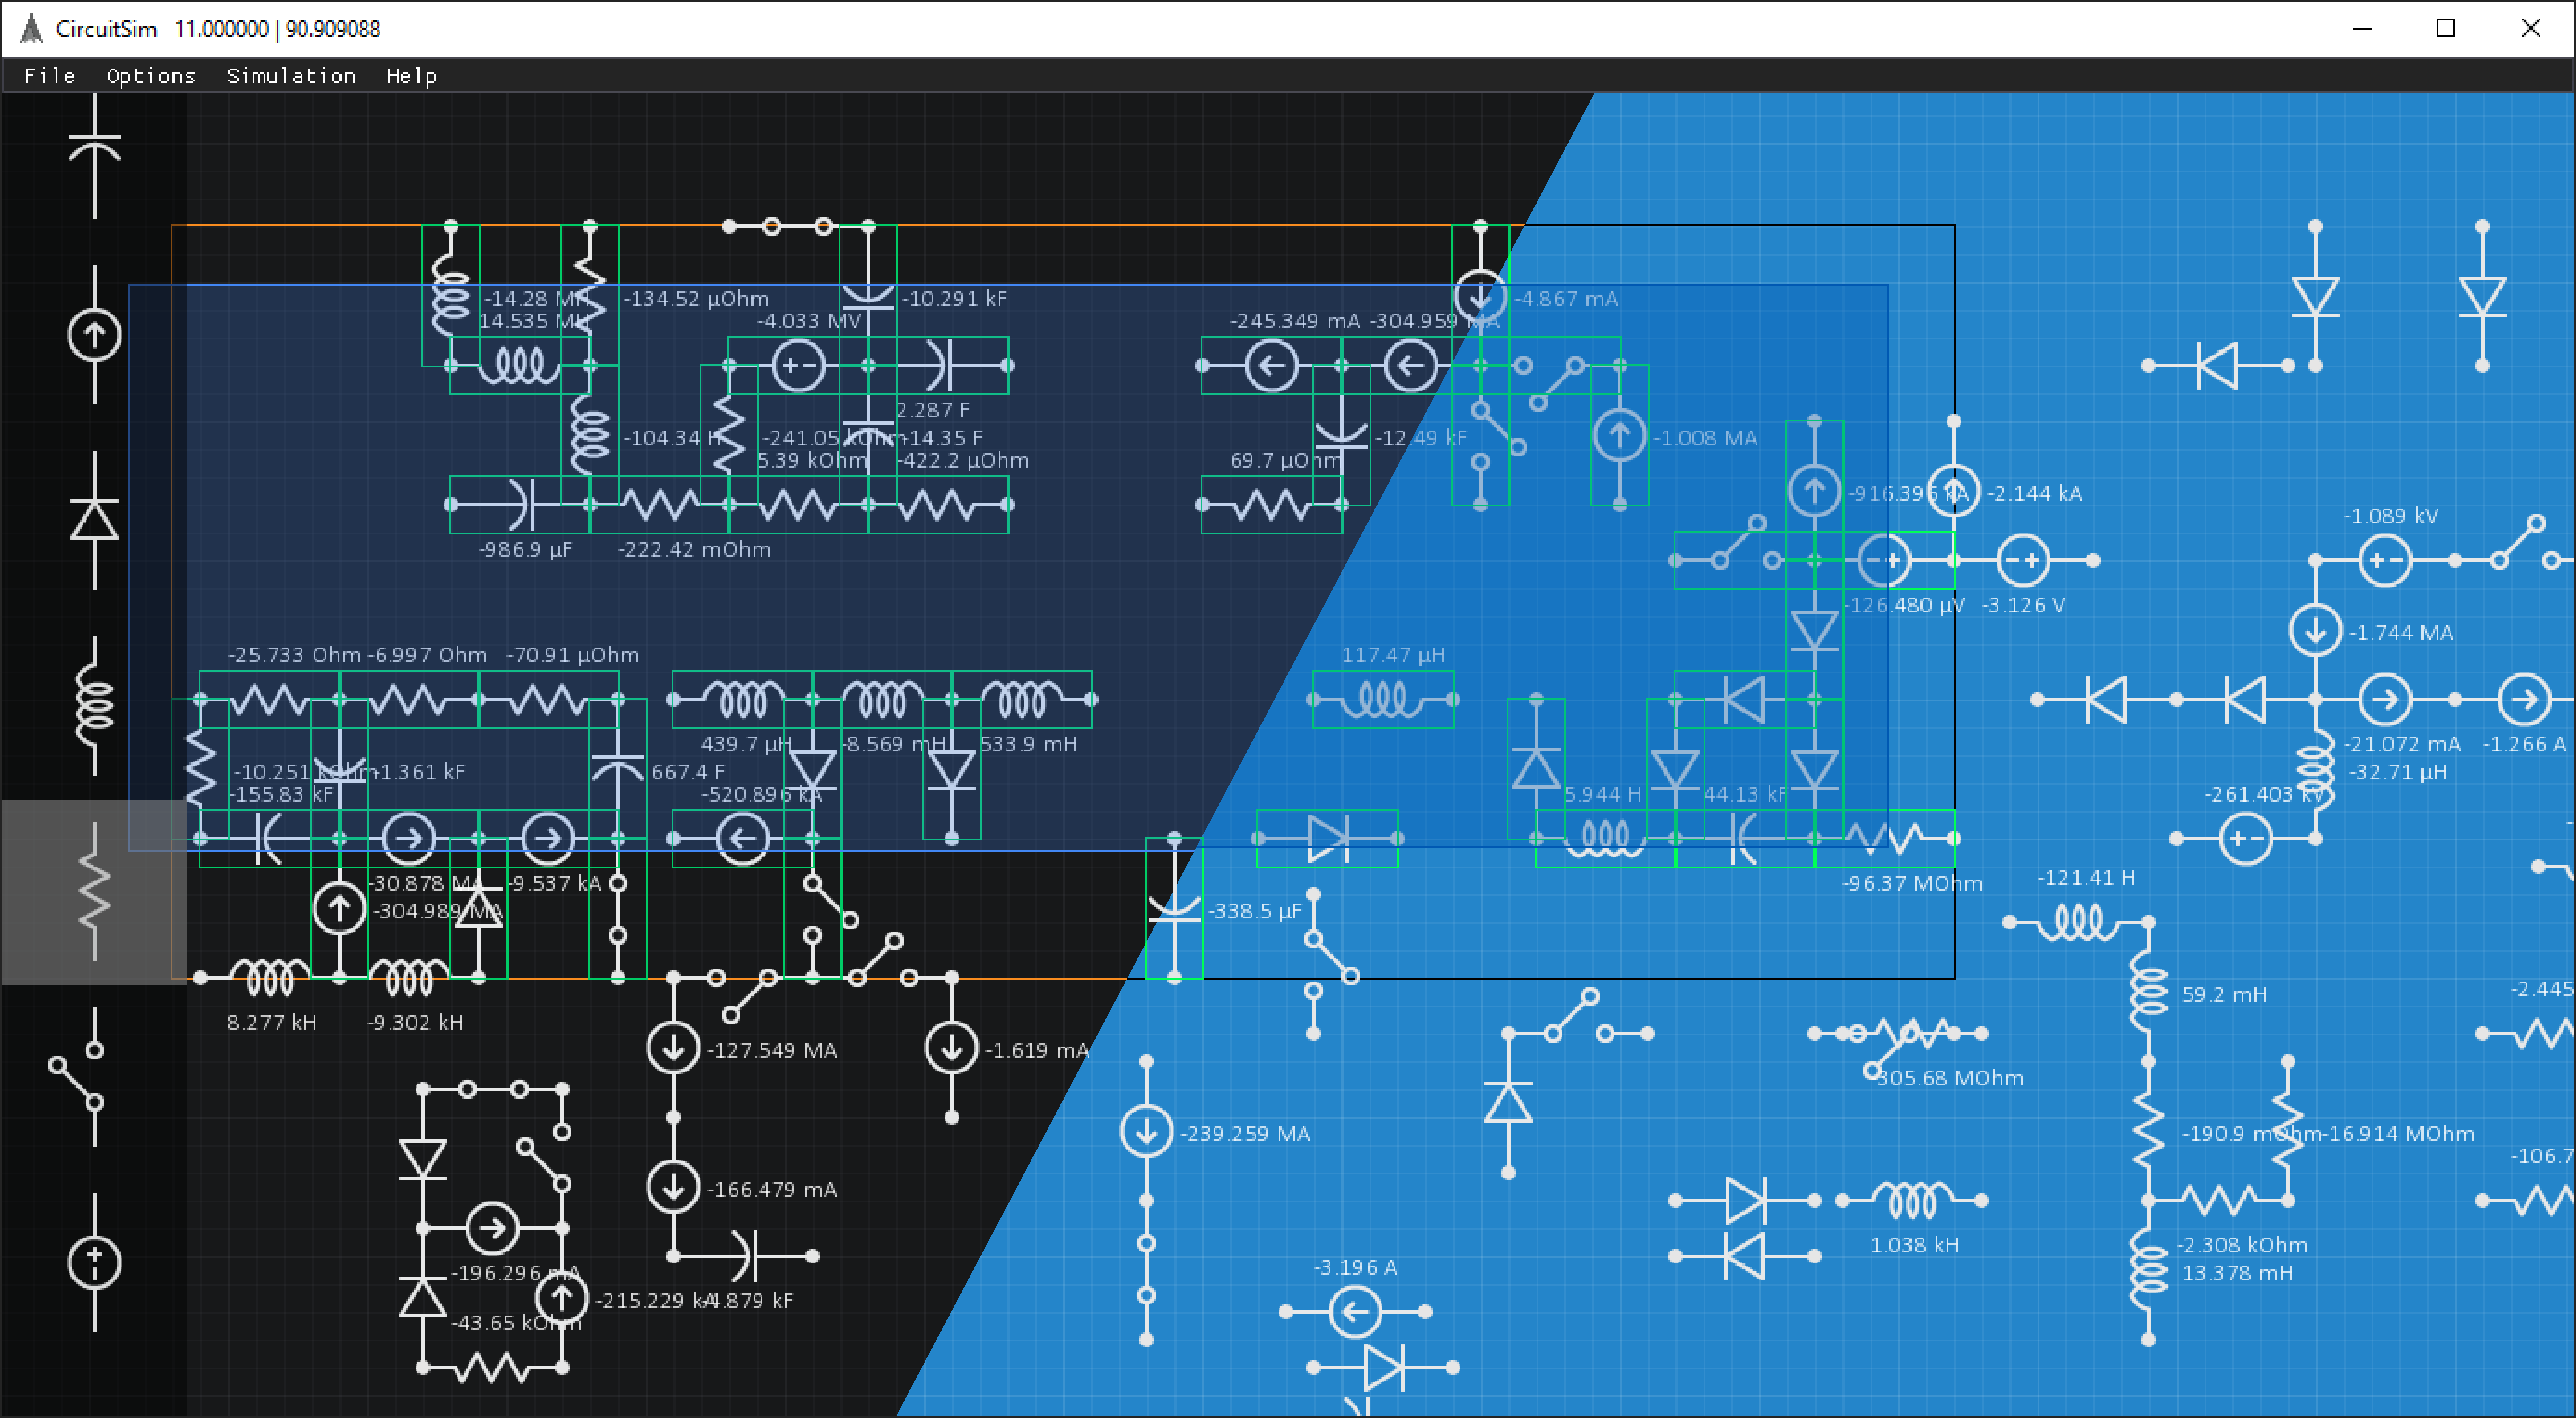 CircuitSim 11.000000 | 90.909088
File Options Simulation Help
-14.28 MH -134.52 µOhm -10.291 kF -4.867 mA
14.535 MH -4.033 MV -245.349 mA -304.959 MA
2.287 F
-104.34 H -241.05 kOhm -14.35 F -12.49 kF -1.008 MA
5.39 kOhm -422.2 µOhm 69.7 µOhm
-916.395 kA -2.144 kA
-1.089 kV
-986.9 µF -222.42 mOhm
-126.480 µV -3.126 V
-1.744 MA
-25.733 Ohm -6.997 Ohm -70.91 µOhm 117.47 µH
439.7 µH -8.569 mH 533.9 mH -21.072 mA -1.266 A
-10.251 kOhm -1.361 kF 667.4 F -32.71 µH
-155.83 kF -520.896 kA 5.944 H 44.13 kF -261.403 kV
-30.878 MA -9.537 kA -96.37 MOhm -121.41 H
-304.989 MA -338.5 µF
59.2 mH -2.445
8.277 kH -9.302 kH
-127.549 MA -1.619 mA
305.68 MOhm
-239.259 MA -190.9 mOhm -16.914 MOhm
-106.7
-166.479 mA
1.038 kH -2.308 kOhm
-196.296 mA -3.196 A 13.378 mH
-215.229 kA 4.879 kF
-43.65 kOhm